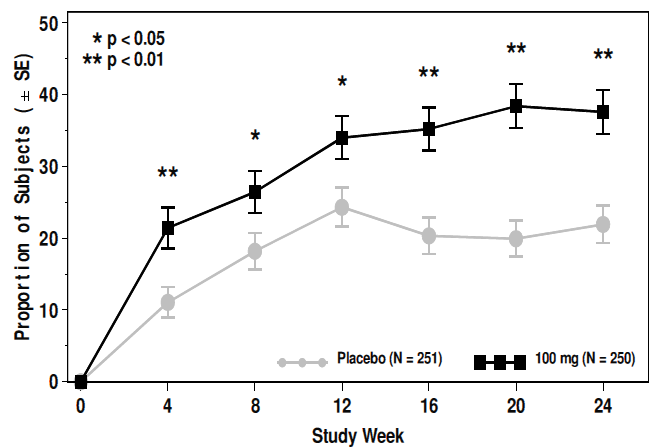 50
* p < 0.05
** p < 0.01
40
30
20
10
0
Proportion of Subjects ( ± SE)
**
*
*
**
**
**
Placebo (N = 251)
100 mg (N = 250)
0 4 8 12 16 20 24
Study Week